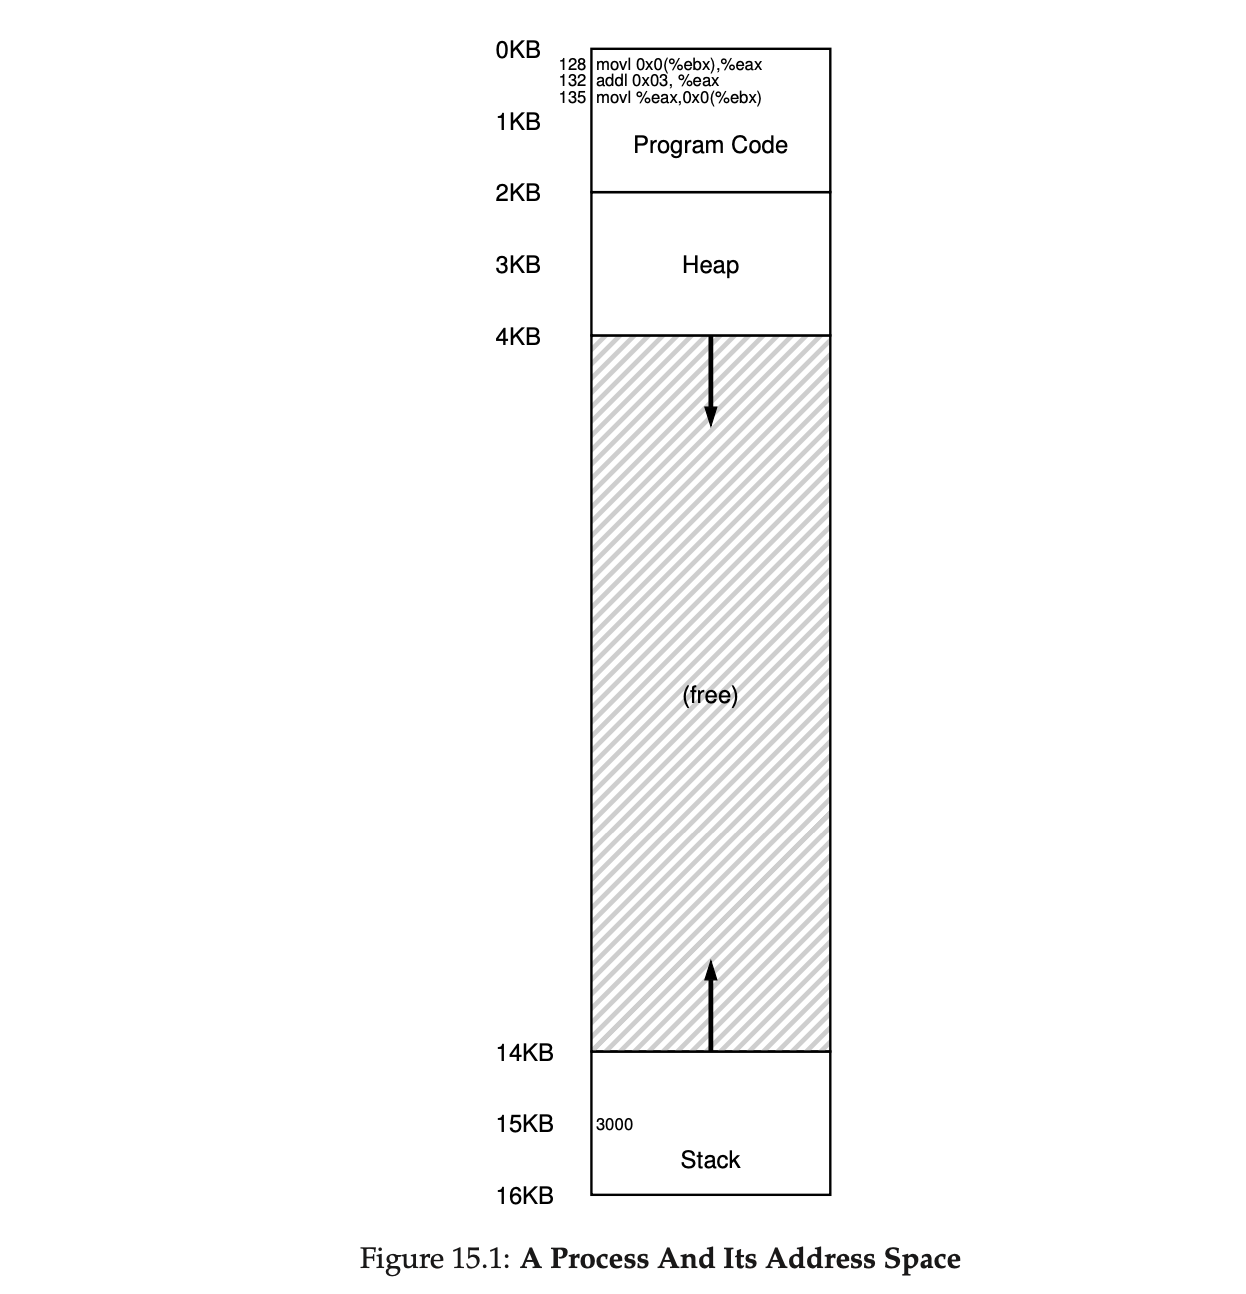 0KB
128 movl 0x0(%ebx),%eax
132 addl 0x03, %eax
135 movl %eax,0x0(%ebx)
1KB
Program Code
2KB
3KB Heap
4KB
(free)
14KB
15KB 3000
Stack
16KB
Figure 15.1: A Process And Its Address Space